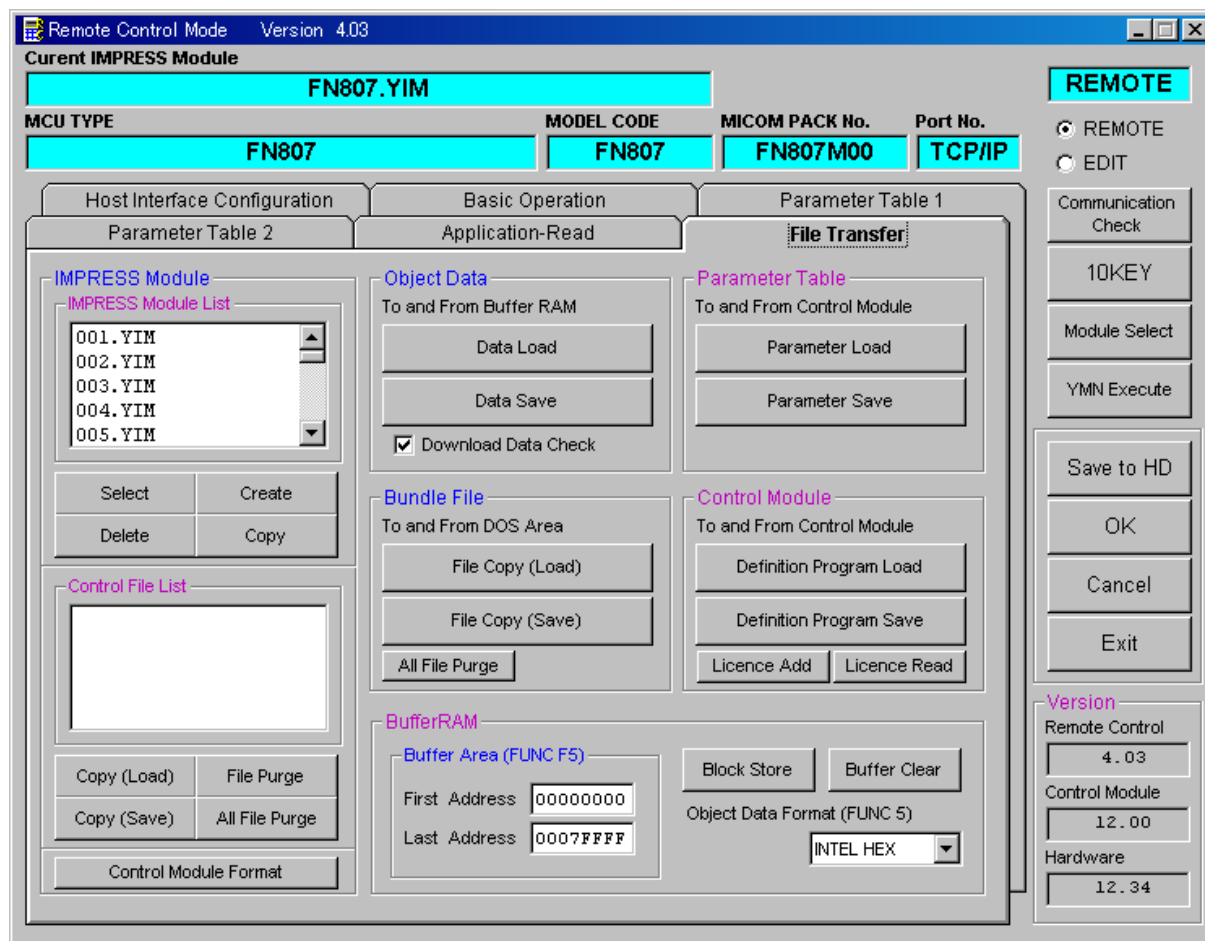 Remote Control Mode Version 4.03
Curent IMPRESS Module
FN807.YIM
MCU TYPE
FN807
MODEL CODE
FN807
MICOM PACK No.
FN807M00
Port No.
TCP/IP
REMOTE
REMOTE
EDIT
Host Interface Configuration
Basic Operation
Parameter Table 1
Parameter Table 2
Application-Read
File Transfer
IMPRESS Module
IMPRESS Module List
001.YIM
002.YIM
003.YIM
004.YIM
005.YIM
Select
Create
Delete
Copy
Control File List
Copy (Load)
File Purge
Copy (Save)
All File Purge
Control Module Format
Object Data
To and From Buffer RAM
Data Load
Data Save
Download Data Check
Parameter Table
To and From Control Module
Parameter Load
Parameter Save
Bundle File
To and From DOS Area
File Copy (Load)
File Copy (Save)
All File Purge
Control Module
To and From Control Module
Definition Program Load
Definition Program Save
Licence Add
Licence Read
BufferRAM
Buffer Area (FUNC F5)
First Address 00000000
Last Address 0007FFFF
Block Store
Buffer Clear
Object Data Format (FUNC 5)
INTEL HEX
Communication
Check
10KEY
Module Select
YMN Execute
Save to HD
OK
Cancel
Exit
Version
Remote Control
4.03
Control Module
12.00
Hardware
12.34